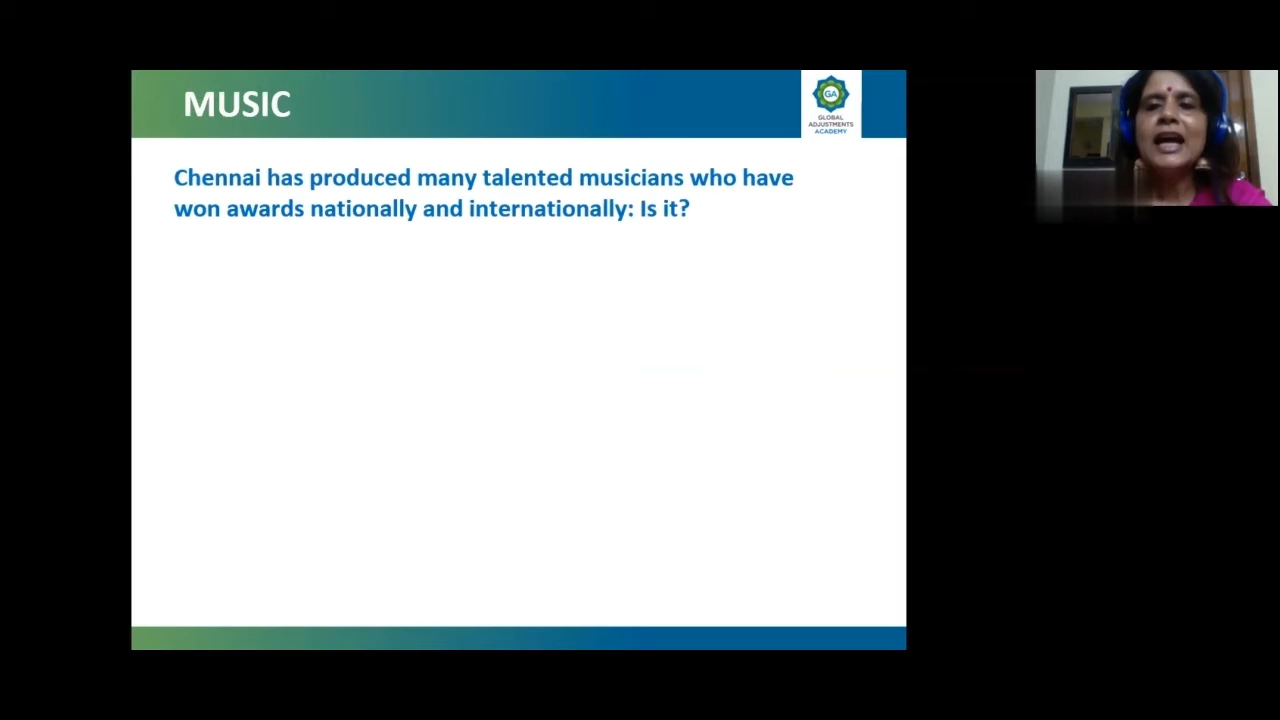 MUSIC
GA
GLOBAL
ADJUSTMENTS
ACADEMY
Chennai has produced many talented musicians who have
won awards nationally and internationally: Is it?